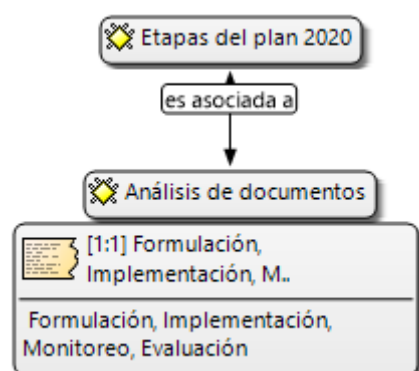 Etapas del plan 2020
es asociada a
Análisis de documentos
[1:1] Formulación,
Implementación, M..
Formulación, Implementación,
Monitoreo, Evaluación